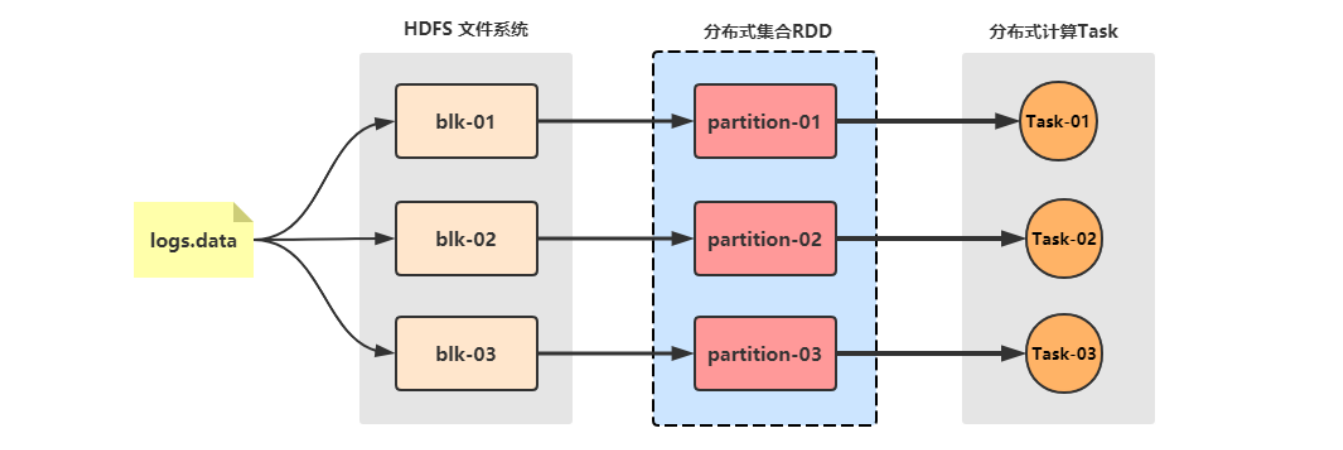 HDFS 文件系统
分布式集合RDD
分布式计算Task
logs.data
blk-01
partition-01
Task-01
blk-02
partition-02
Task-02
blk-03
partition-03
Task-03